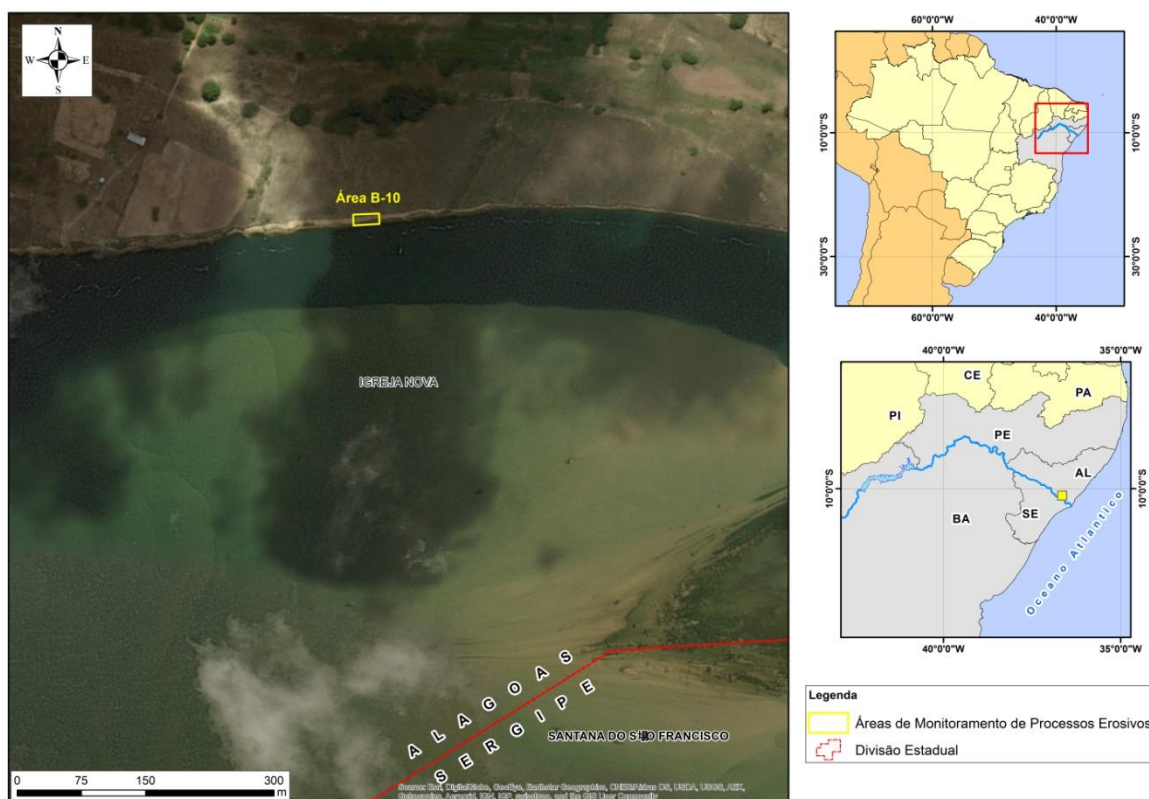 N
W E
S
Área B-10
IGREJA NOVA
ALAGOAS
SERGIPE
SANTANA DO SÃO FRANCISCO
0 75 150 300
m
60°0'0"W 40°0'0"W
10°0'0"S
10°0'0"S
30°0'0"S
30°0'0"S
60°0'0"W 40°0'0"W
40°0'0"W 35°0'0"W
CE
PA
PI
PE
AL
10°0'0"S
10°0'0"S
SE
BA
Oceano Atlantico
40°0'0"W 35°0'0"W
Legenda
Áreas de Monitoramento de Processos Erosivos
Divisão Estadual